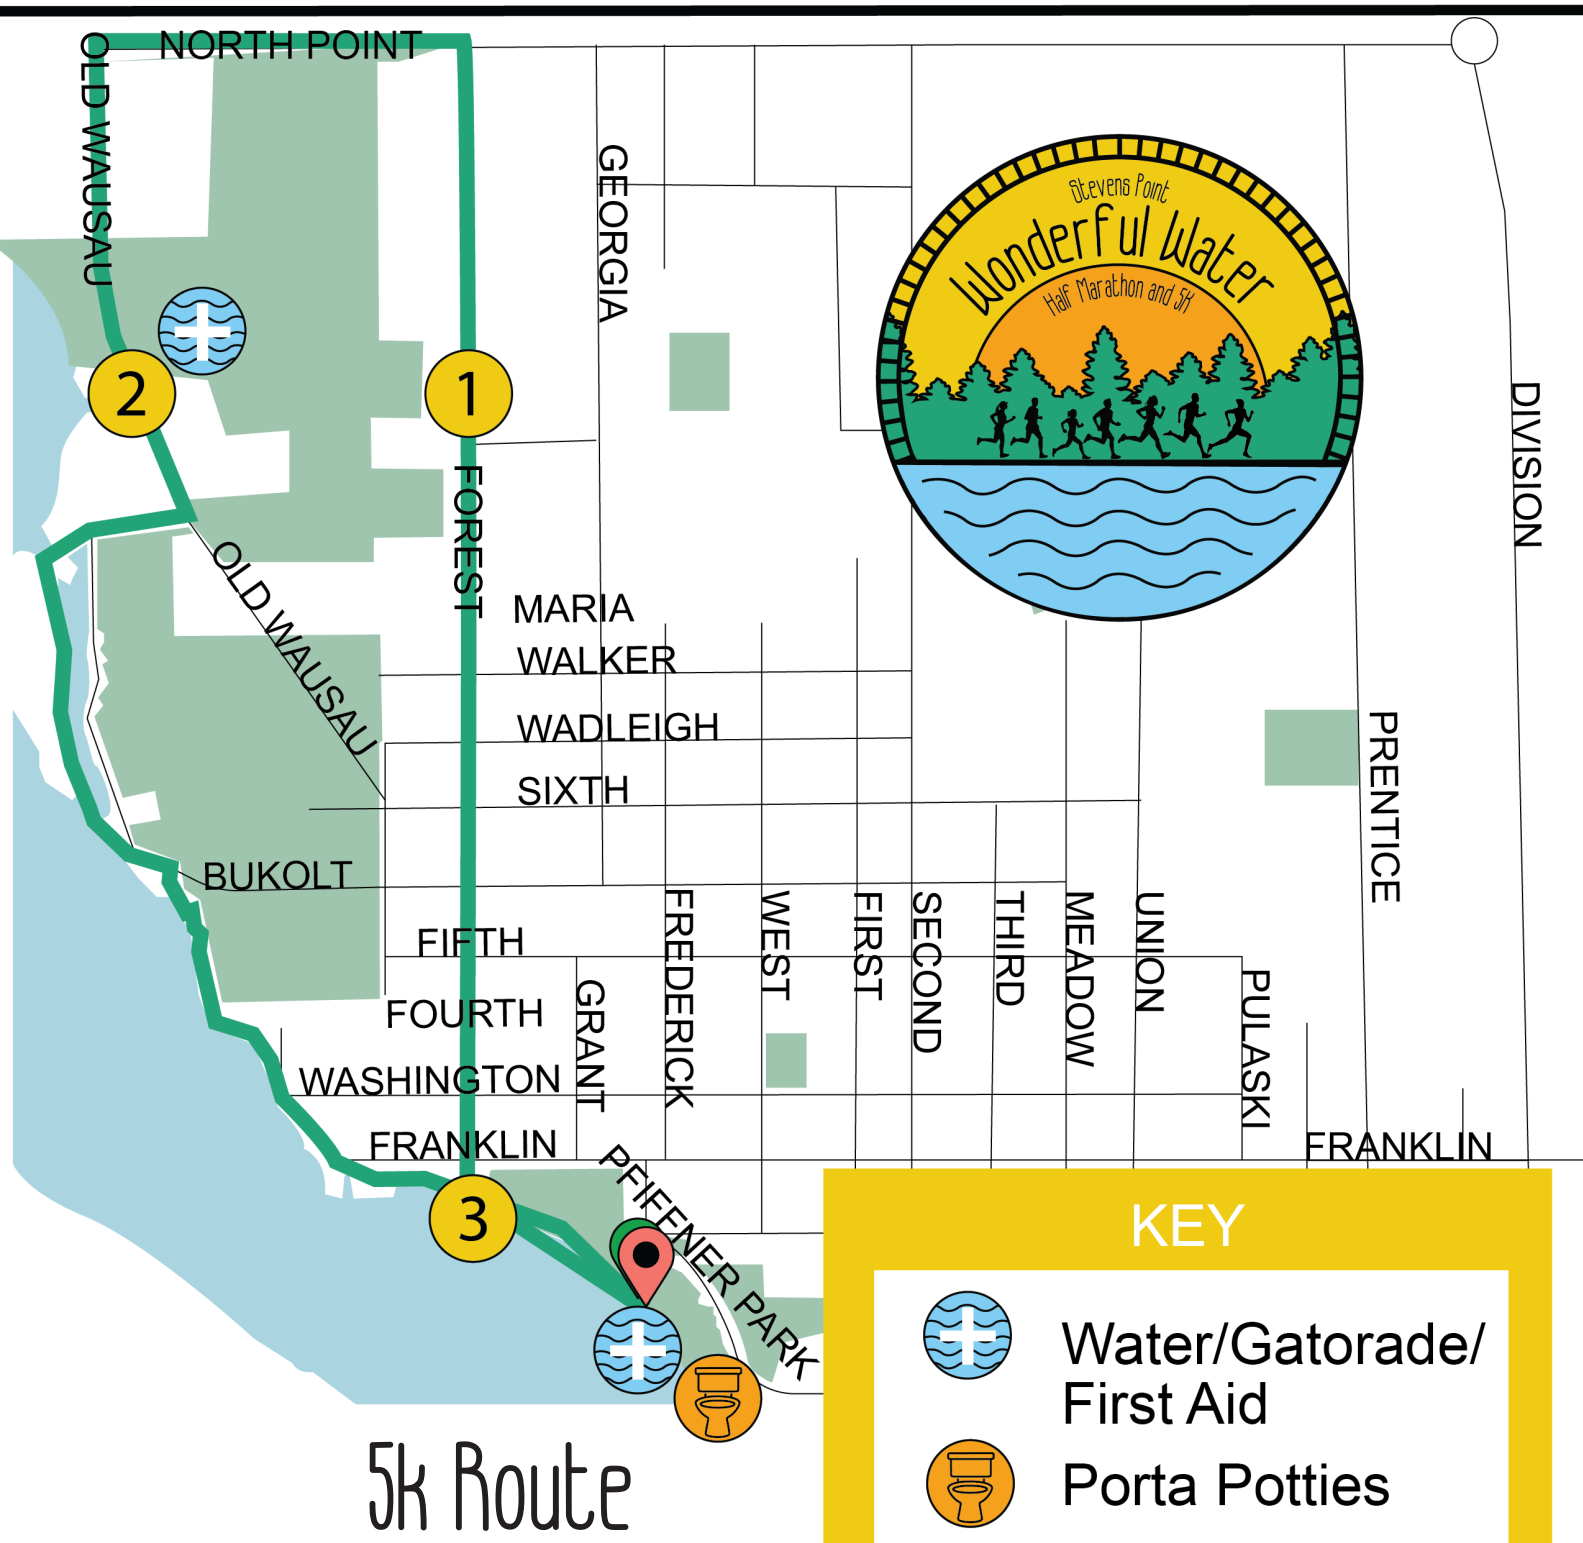 NORTH POINT
OLD WAUSAU
GEORGIA
Stevens Point
Wonderful Water
Half Marathon and 5K
2
1
DIVISION
FOREST
OLD WAUSAU
MARIA
WALKER
WADLEIGH
SIXTH
PRENTICE
BUKOLT
FREDERICK
WEST
FIRST
SECOND
THIRD
MEADOW
UNION
FIFTH
PULASKI
GRANT
FOURTH
WASHINGTON
FRANKLIN
FRANKLIN
PFIFFNER PARK
3
KEY
Water/Gatorade/
First Aid
Porta Potties
5k Route